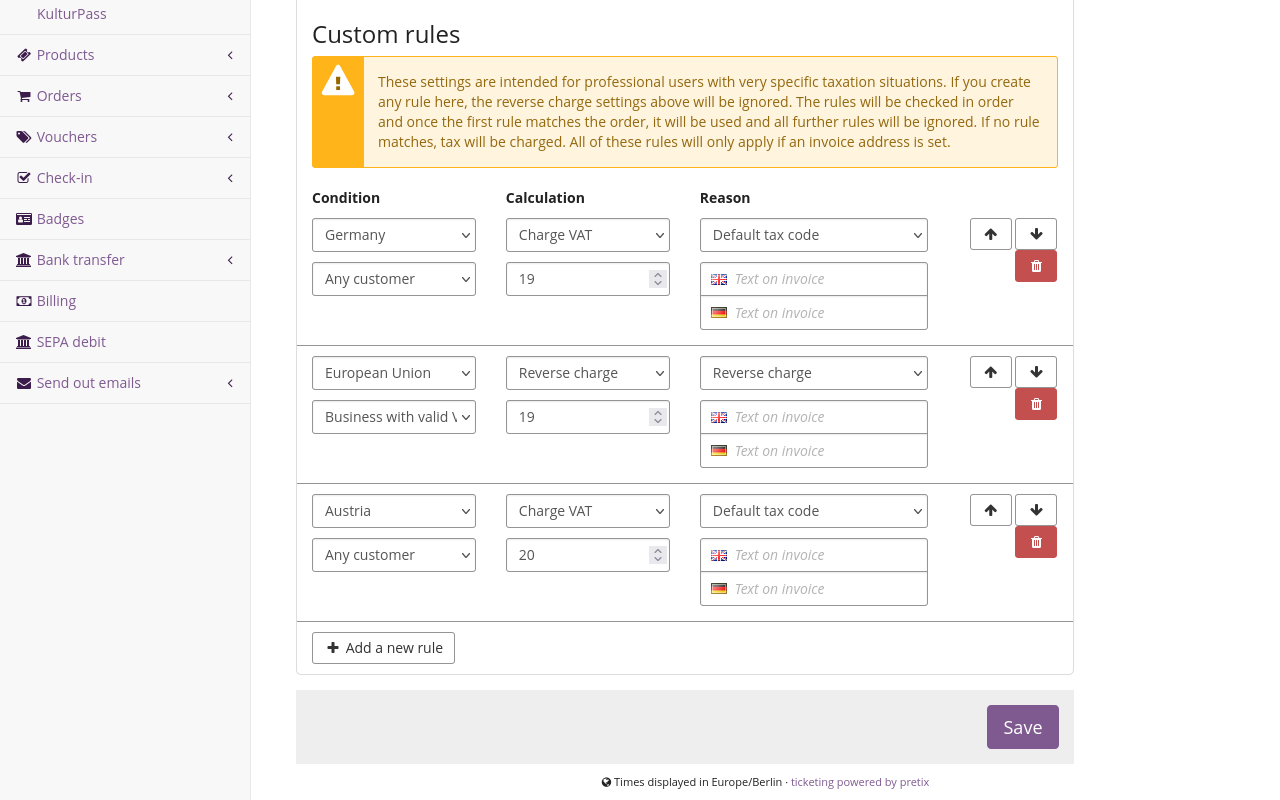 KulturPass
Products
Orders
Vouchers
Check-in
Badges
Bank transfer
Billing
SEPA debit
Send out emails
Custom rules
These settings are intended for professional users with very specific taxation situations. If you create
any rule here, the reverse charge settings above will be ignored. The rules will be checked in order
and once the first rule matches the order, it will be used and all further rules will be ignored. If no rule
matches, tax will be charged. All of these rules will only apply if an invoice address is set.
Condition Calculation Reason
Germany Charge VAT Default tax code
Any customer 19 Text on invoice
Text on invoice
European Union Reverse charge Reverse charge
Business with valid 19 Text on invoice
Text on invoice
Austria Charge VAT Default tax code
Any customer 20 Text on invoice
Text on invoice
Add a new rule
Save
Times displayed in Europe/Berlin · ticketing powered by pretix